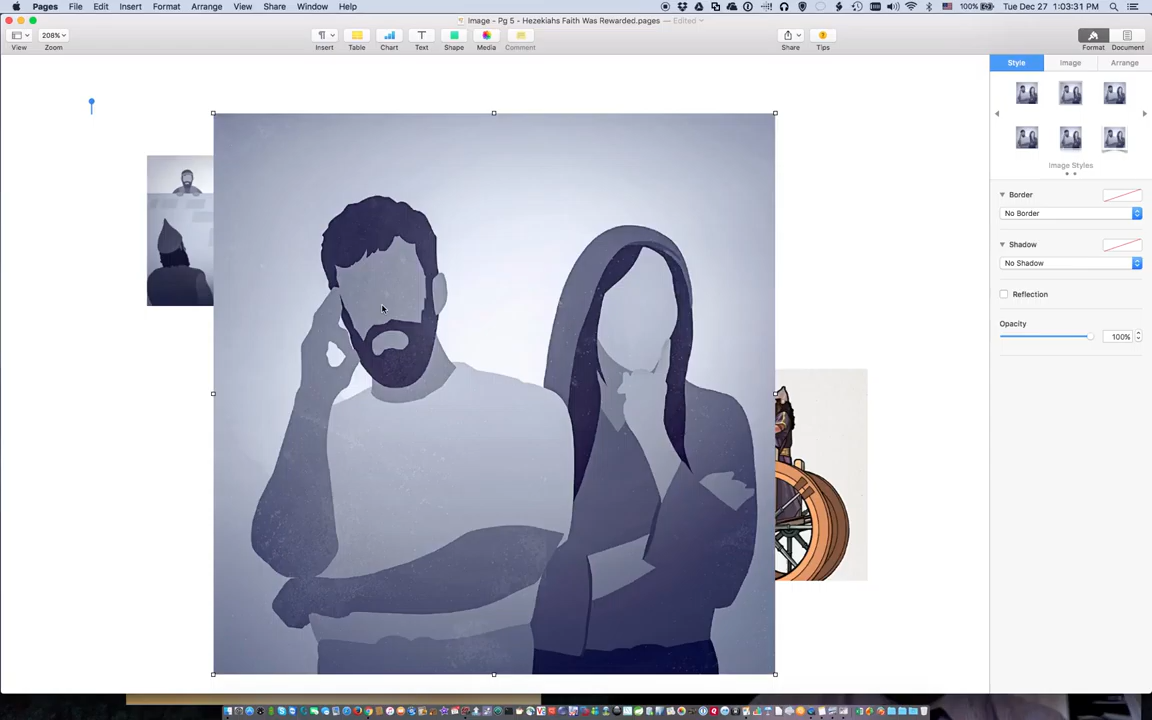 Pages File Edit Insert Format Arrange View Share Window Help 100% Tue Dec 27 1:03:31 PM
Image - Pg 5 - Hezekiahs Faith Was Rewarded.pages — Edited
208%
View Zoom Insert Table Chart Text Shape Media Comment Share Tips Format Document
Style Image Arrange
Image Styles
Border
No Border
Shadow
No Shadow
Reflection
Opacity
100%